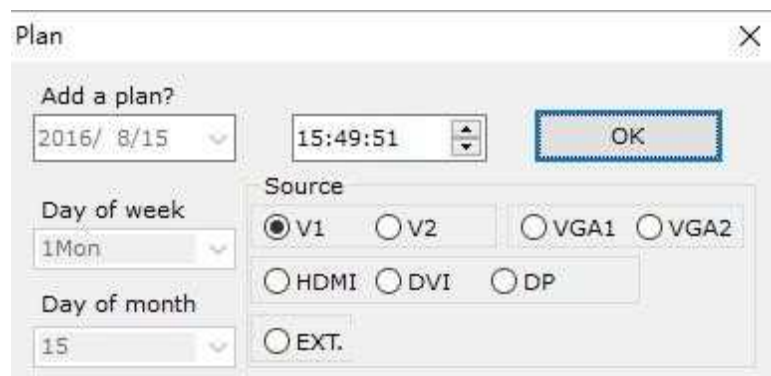 Plan
Add a plan?
2016/ 8/15 15:49:51 OK
Source
Day of week
V1 V2 VGA1 VGA2
1Mon
HDMI DVI DP
Day of month
15 EXT.